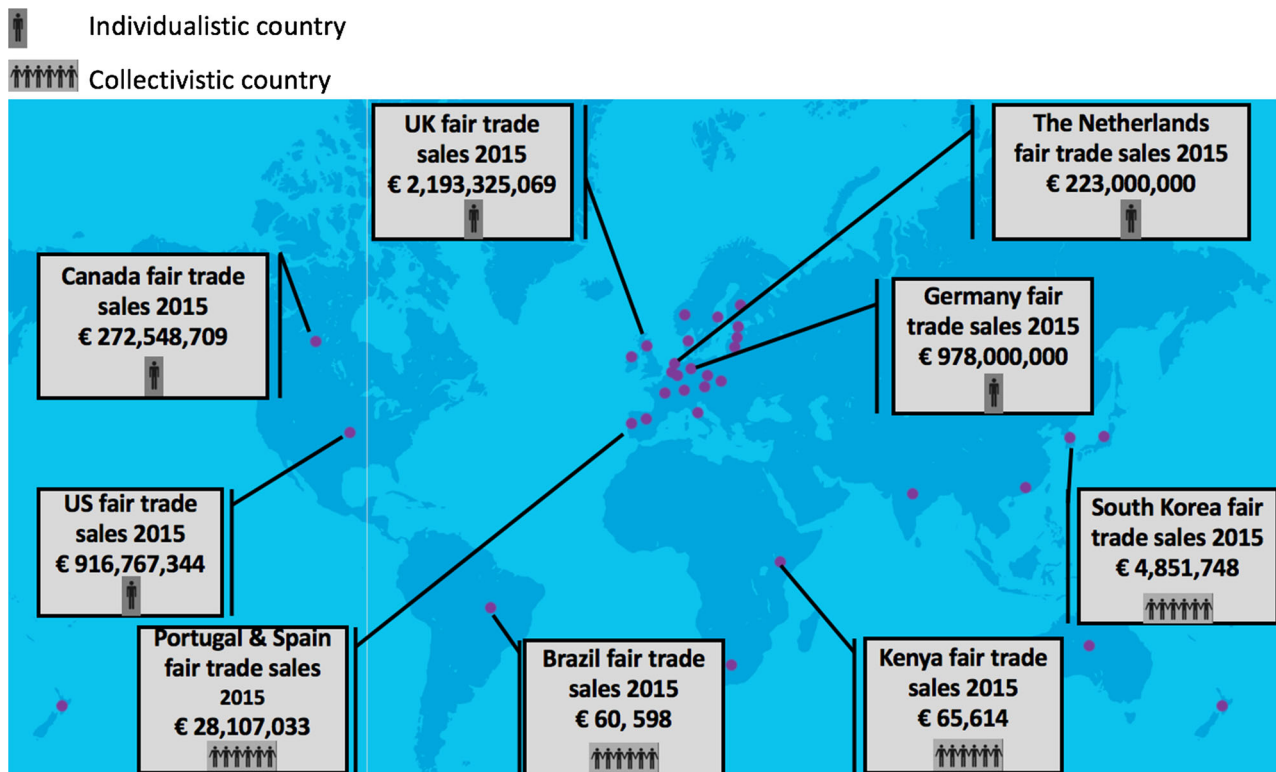 Individualistic country
Collectivistic country
UK fair trade
sales 2015
€ 2,193,325,069
The Netherlands
fair trade sales 2015
€ 223,000,000
Canada fair trade
sales 2015
€ 272,548,709
Germany fair
trade sales 2015
€ 978,000,000
US fair trade
sales 2015
€ 916,767,344
South Korea fair
trade sales 2015
€ 4,851,748
Portugal & Spain
fair trade sales
2015
€ 28,107,033
Brazil fair trade
sales 2015
€ 60, 598
Kenya fair trade
sales 2015
€ 65,614